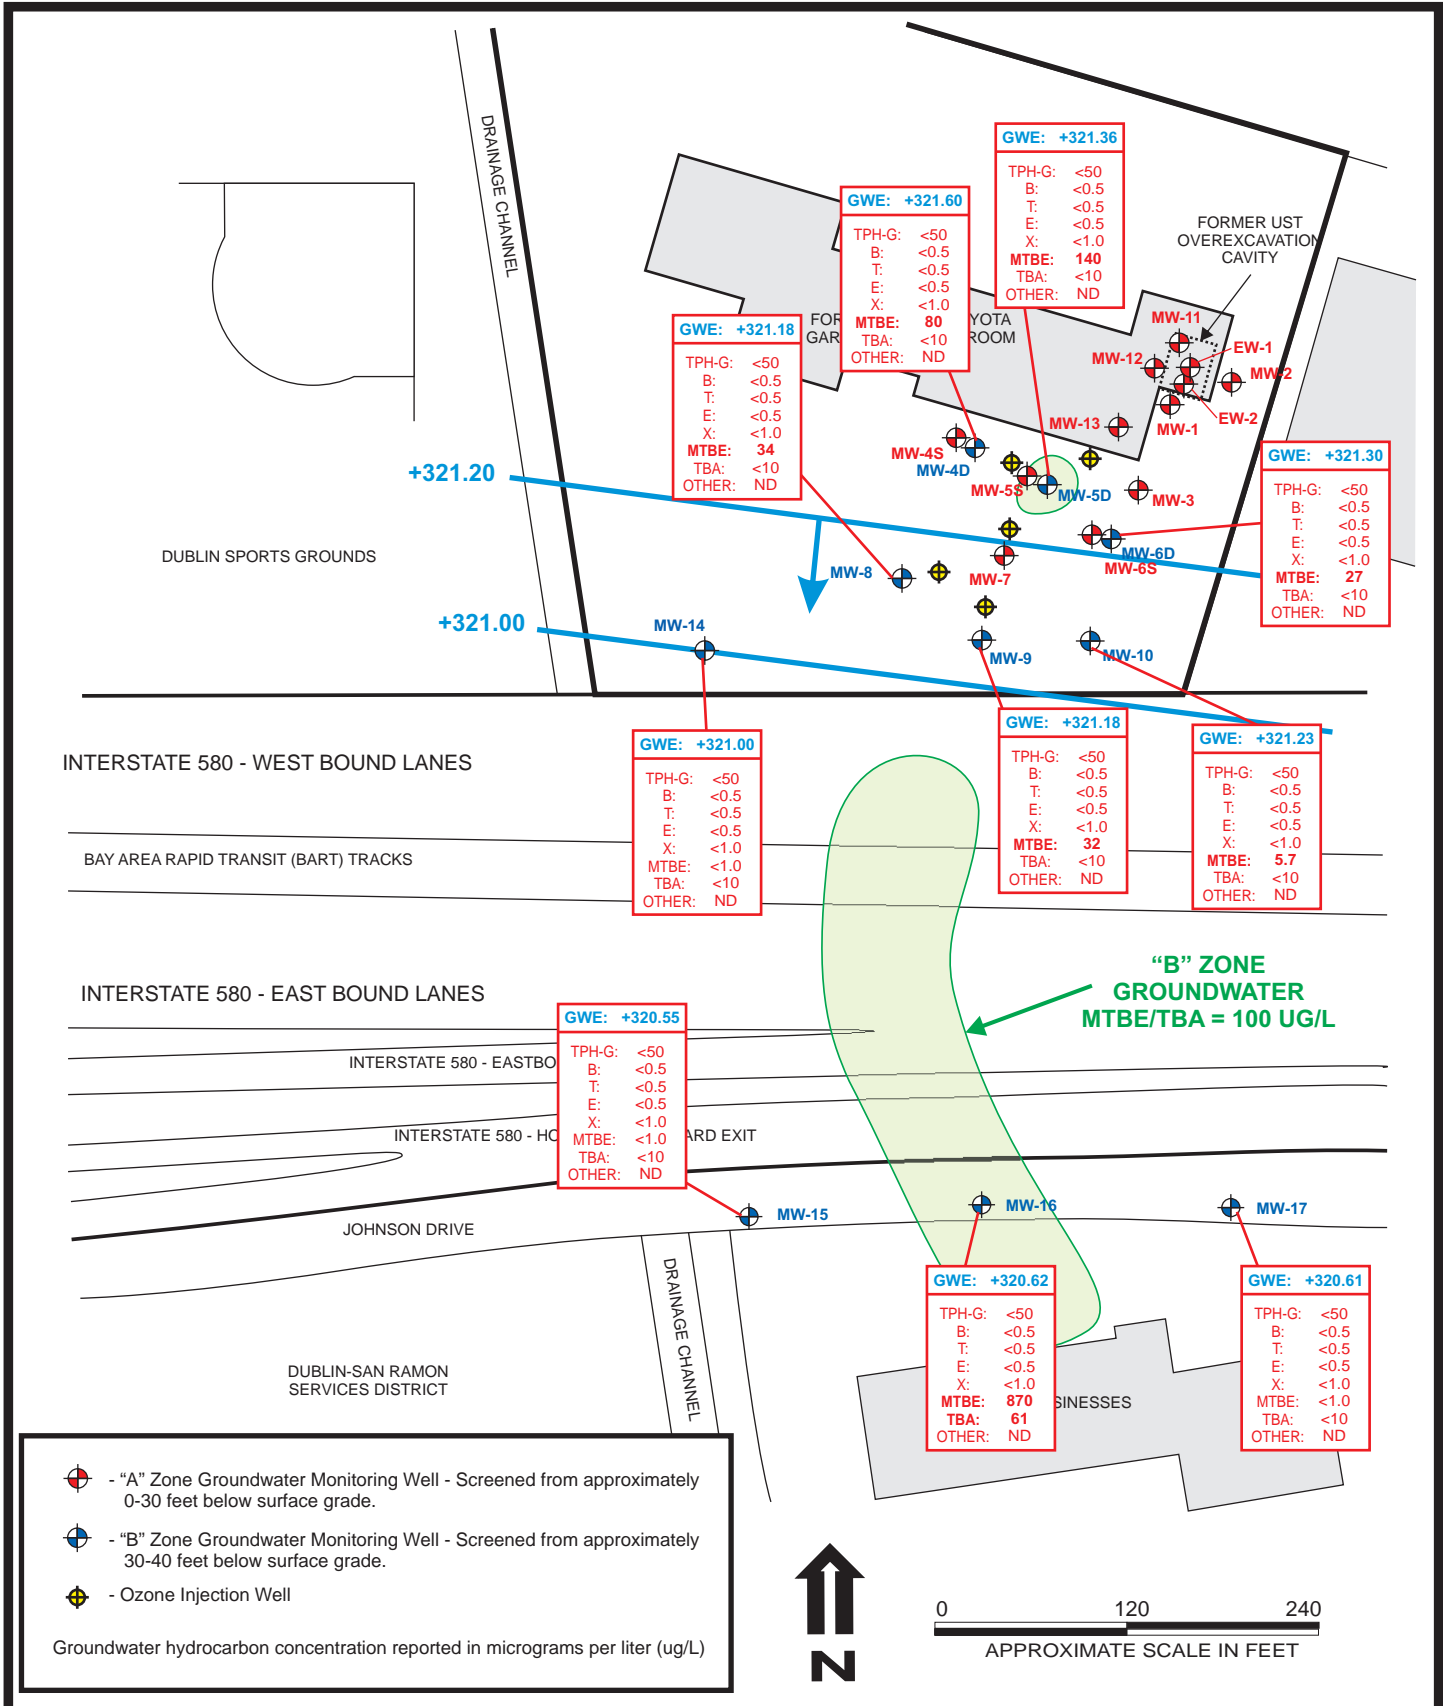 DRAINAGE CHANNEL
GWE: +321.36
TPH-G: <50
B: <0.5
T: <0.5
E: <0.5
X: <1.0
MTBE: 140
TBA: <10
OTHER: ND
GWE: +321.60
TPH-G: <50
B: <0.5
T: <0.5
E: <0.5
X: <1.0
MTBE: 80
TBA: <10
OTHER: ND
FORMER UST
OVEREXCAVATION
CAVITY
GWE: +321.18
TPH-G: <50
B: <0.5
T: <0.5
E: <0.5
X: <1.0
MTBE: 34
TBA: <10
OTHER: ND
FOR YOTA
GAR ROOM
MW-11
MW-12
EW-1
MW-2
EW-2
MW-1
MW-13
MW-4S
MW-4D
MW-5S
MW-5D
MW-3
GWE: +321.30
TPH-G: <50
B: <0.5
T: <0.5
E: <0.5
X: <1.0
MTBE: 27
TBA: <10
OTHER: ND
+321.20
DUBLIN SPORTS GROUNDS
MW-6D
MW-6S
MW-7
MW-8
+321.00
MW-14
MW-9
MW-10
GWE: +321.00
TPH-G: <50
B: <0.5
T: <0.5
E: <0.5
X: <1.0
MTBE: <1.0
TBA: <10
OTHER: ND
GWE: +321.18
TPH-G: <50
B: <0.5
T: <0.5
E: <0.5
X: <1.0
MTBE: 32
TBA: <10
OTHER: ND
GWE: +321.23
TPH-G: <50
B: <0.5
T: <0.5
E: <0.5
X: <1.0
MTBE: 5.7
TBA: <10
OTHER: ND
INTERSTATE 580 - WEST BOUND LANES
BAY AREA RAPID TRANSIT (BART) TRACKS
INTERSTATE 580 - EAST BOUND LANES
“B” ZONE
GROUNDWATER
MTBE/TBA = 100 UG/L
GWE: +320.55
TPH-G: <50
B: <0.5
T: <0.5
E: <0.5
X: <1.0
MTBE: <1.0
TBA: <10
OTHER: ND
INTERSTATE 580 - EASTBO
INTERSTATE 580 - HO ARD EXIT
JOHNSON DRIVE
MW-15
MW-16
MW-17
DRAINAGE CHANNEL
GWE: +320.62
TPH-G: <50
B: <0.5
T: <0.5
E: <0.5
X: <1.0
MTBE: 870
TBA: 61
OTHER: ND
GWE: +320.61
TPH-G: <50
B: <0.5
T: <0.5
E: <0.5
X: <1.0
MTBE: <1.0
TBA: <10
OTHER: ND
DUBLIN-SAN RAMON
SERVICES DISTRICT
SINESSES
- “A” Zone Groundwater Monitoring Well - Screened from approximately
0-30 feet below surface grade.
- “B” Zone Groundwater Monitoring Well - Screened from approximately
30-40 feet below surface grade.
- Ozone Injection Well
Groundwater hydrocarbon concentration reported in micrograms per liter (ug/L)
N
0 120 240
APPROXIMATE SCALE IN FEET